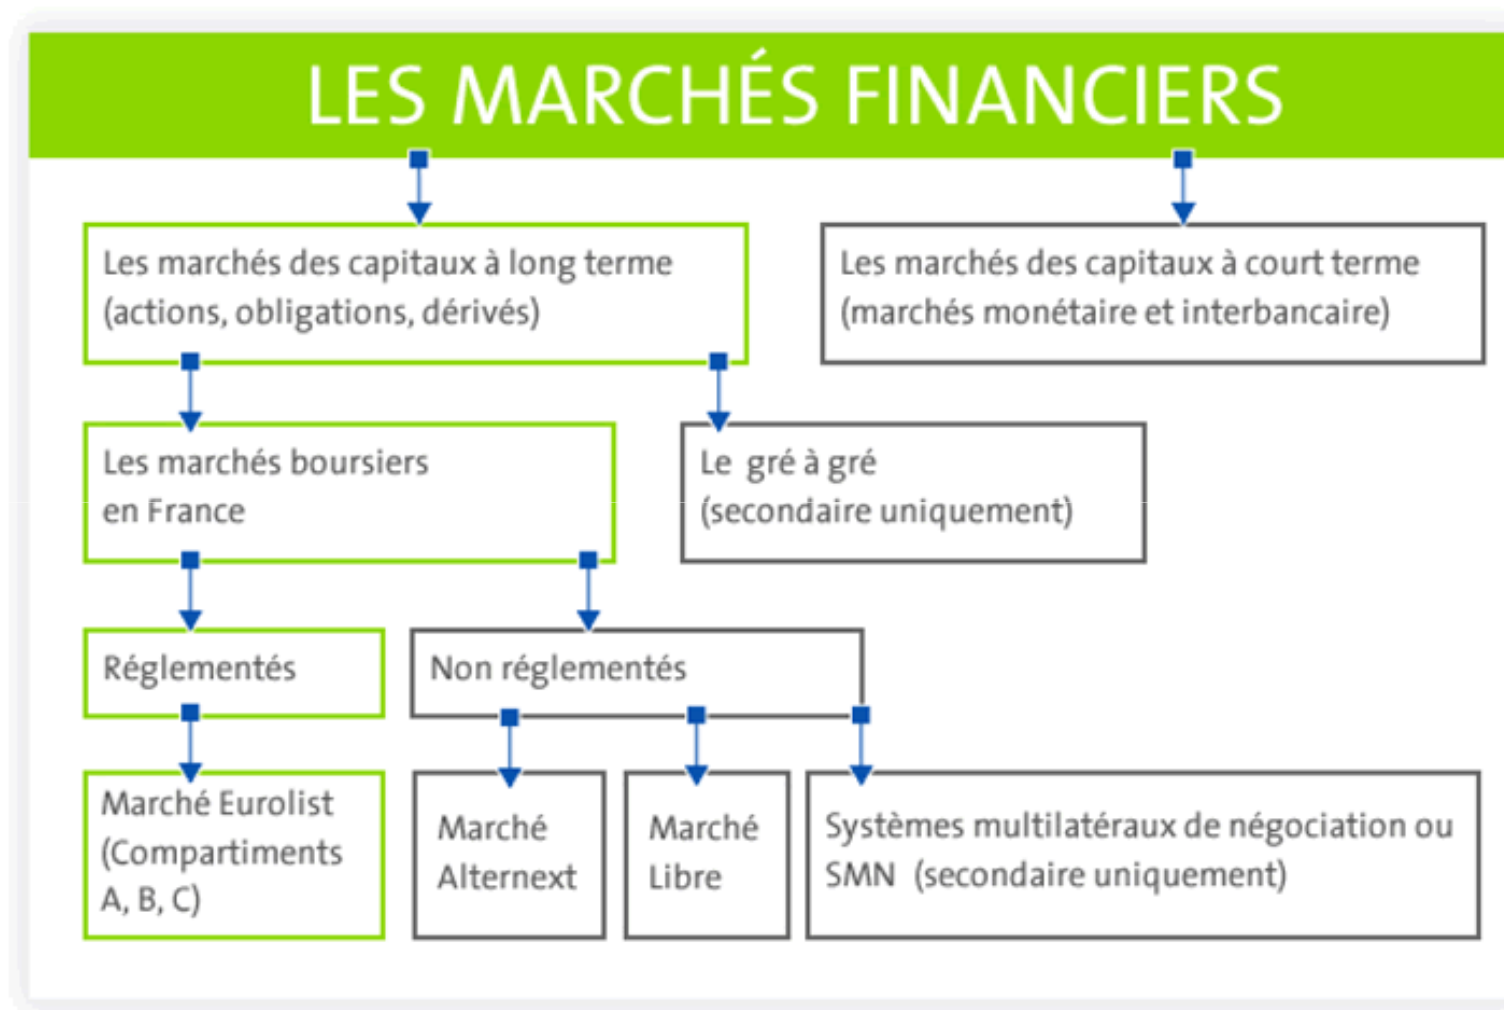 LES MARCHÉS FINANCIERS
Les marchés des capitaux à long terme
(actions, obligations, dérivés)
Les marchés des capitaux à court terme
(marchés monétaire et interbancaire)
Les marchés boursiers
en France
Le gré à gré
(secondaire uniquement)
Réglementés
Non réglementés
Marché Eurolist
(Compartiments
A, B, C)
Marché
Alternext
Marché
Libre
Systèmes multilatéraux de négociation ou
SMN (secondaire uniquement)